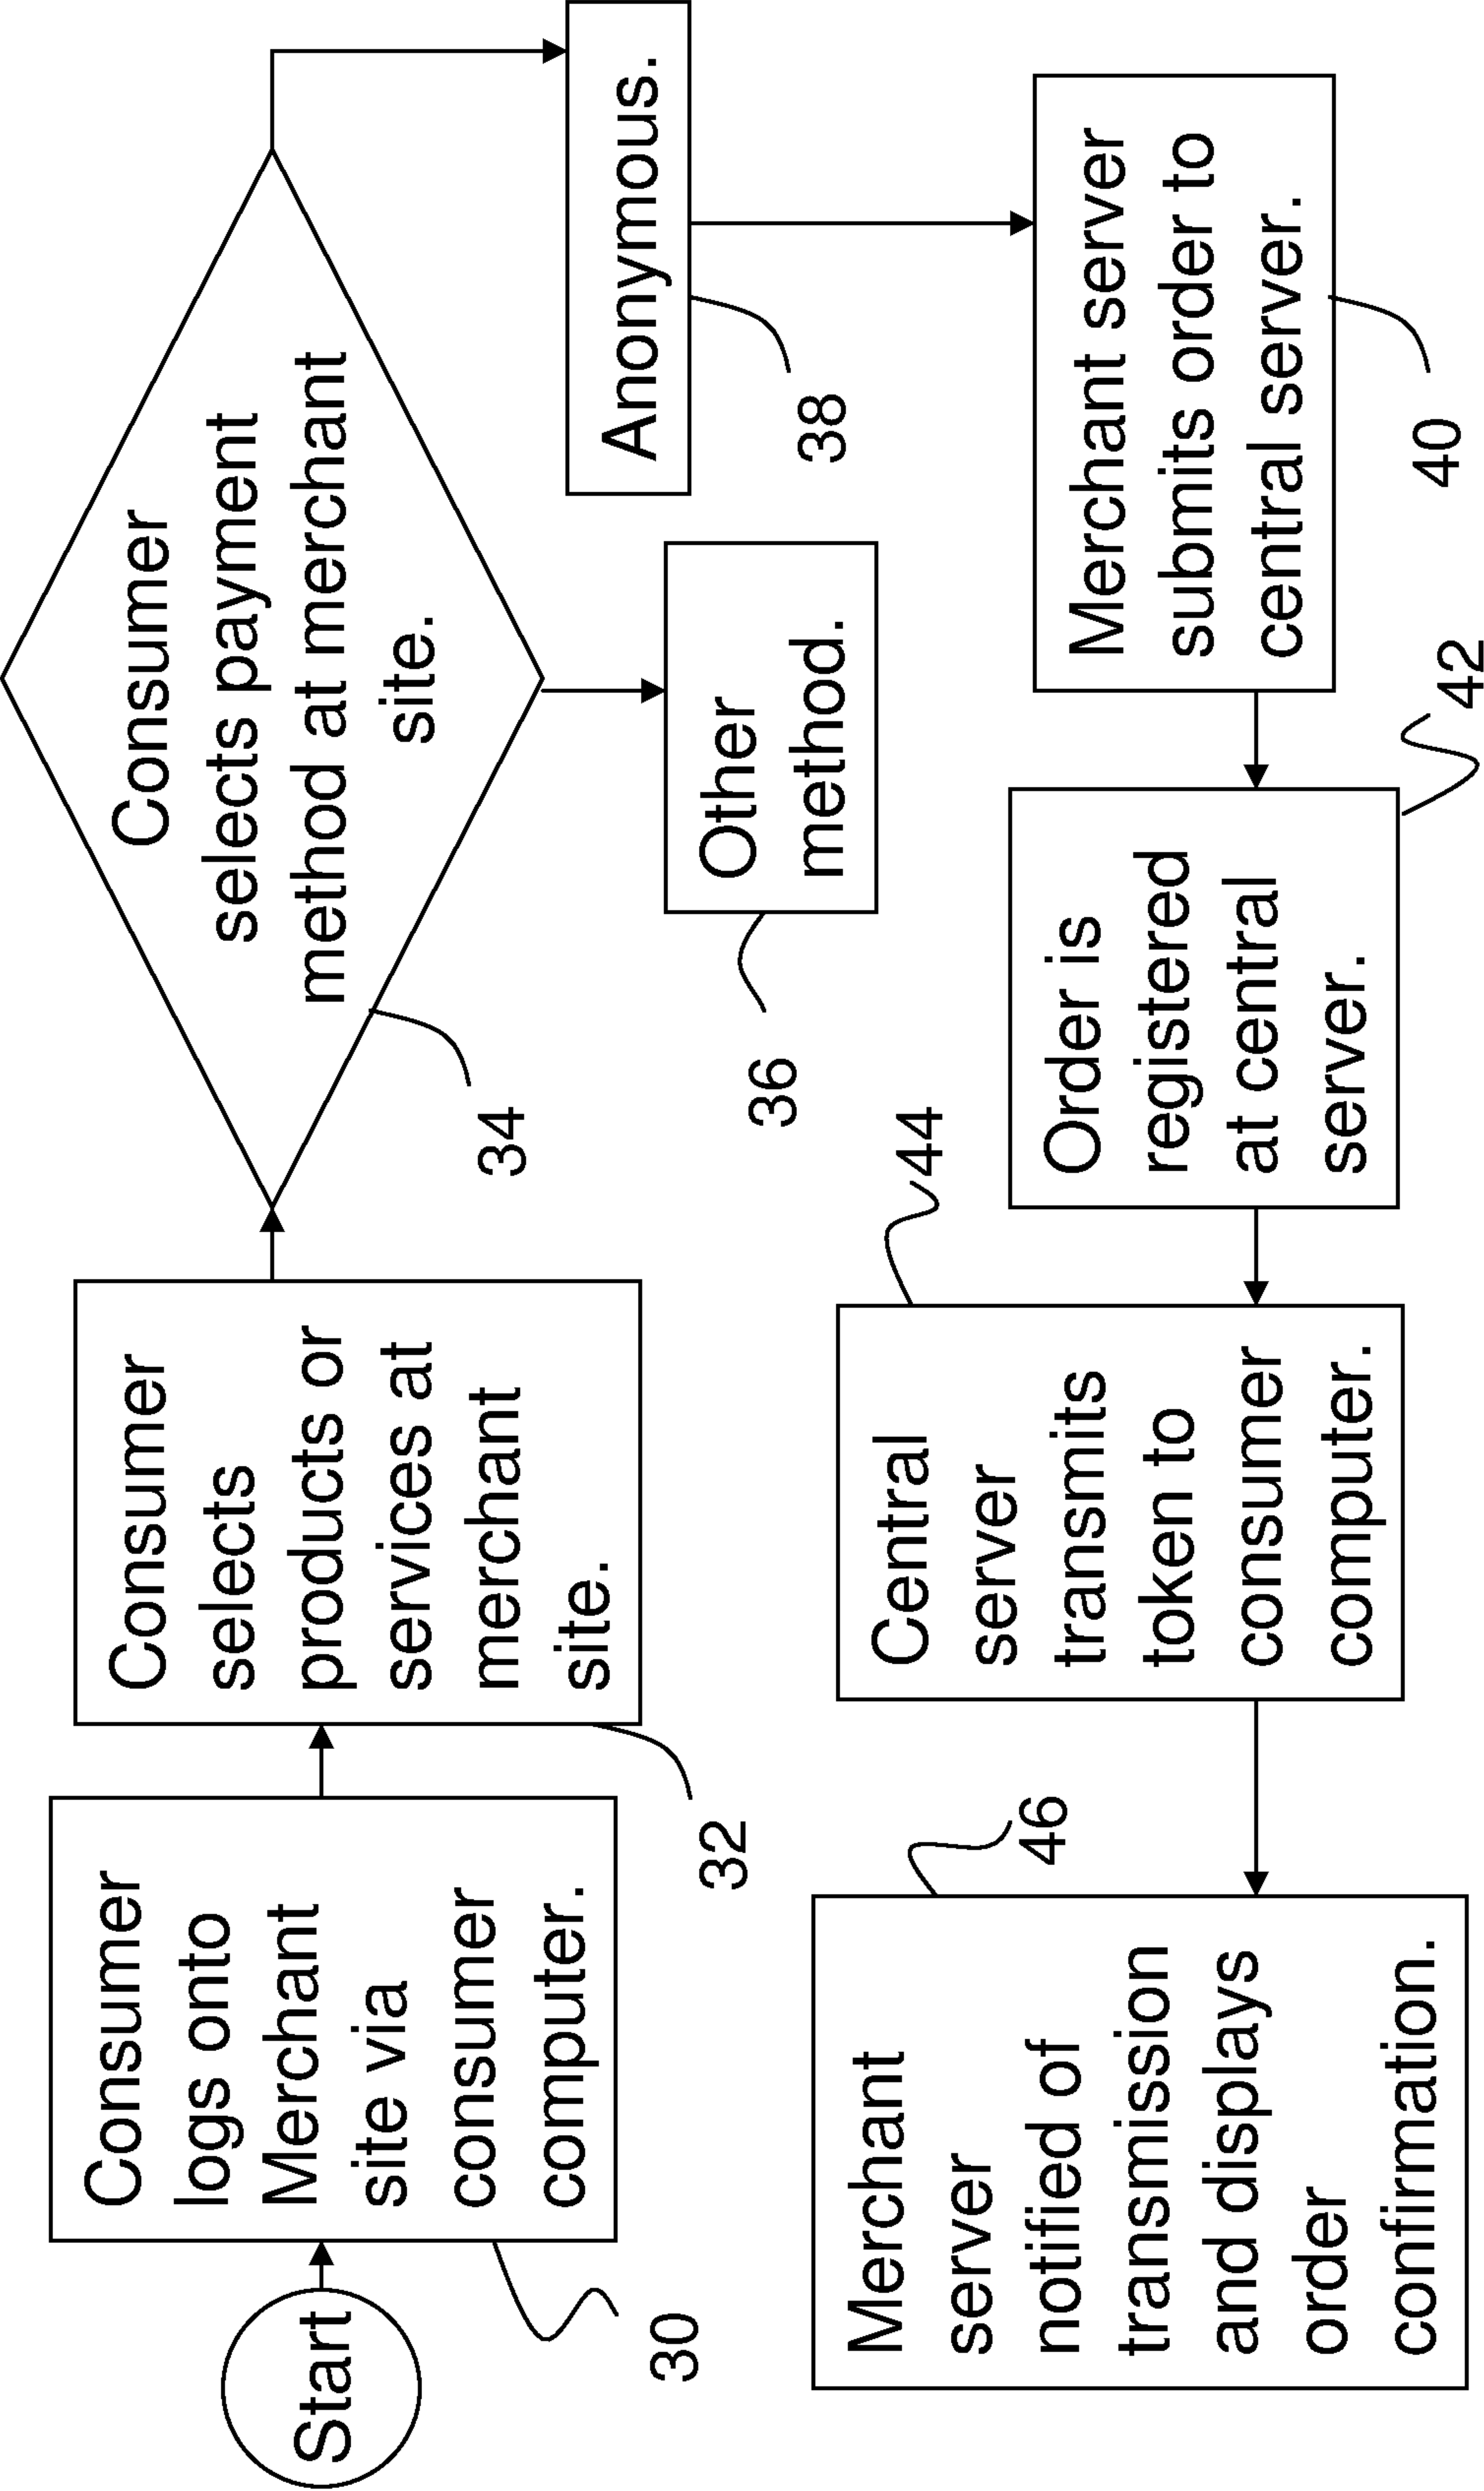 Start
30
Consumer
logs onto
Merchant
site via
consumer
computer.
32
Consumer
selects
products or
services at
merchant
site.
34
Consumer
selects payment
method at merchant
site.
36
Other
method.
38
Anonymous.
40
Merchant server
submits order to
central server.
42
Order is
registered
at central
server.
44
Central
server
transmits
token to
consumer
computer.
46
Merchant
server
notified of
transmission
and displays
order
confirmation.